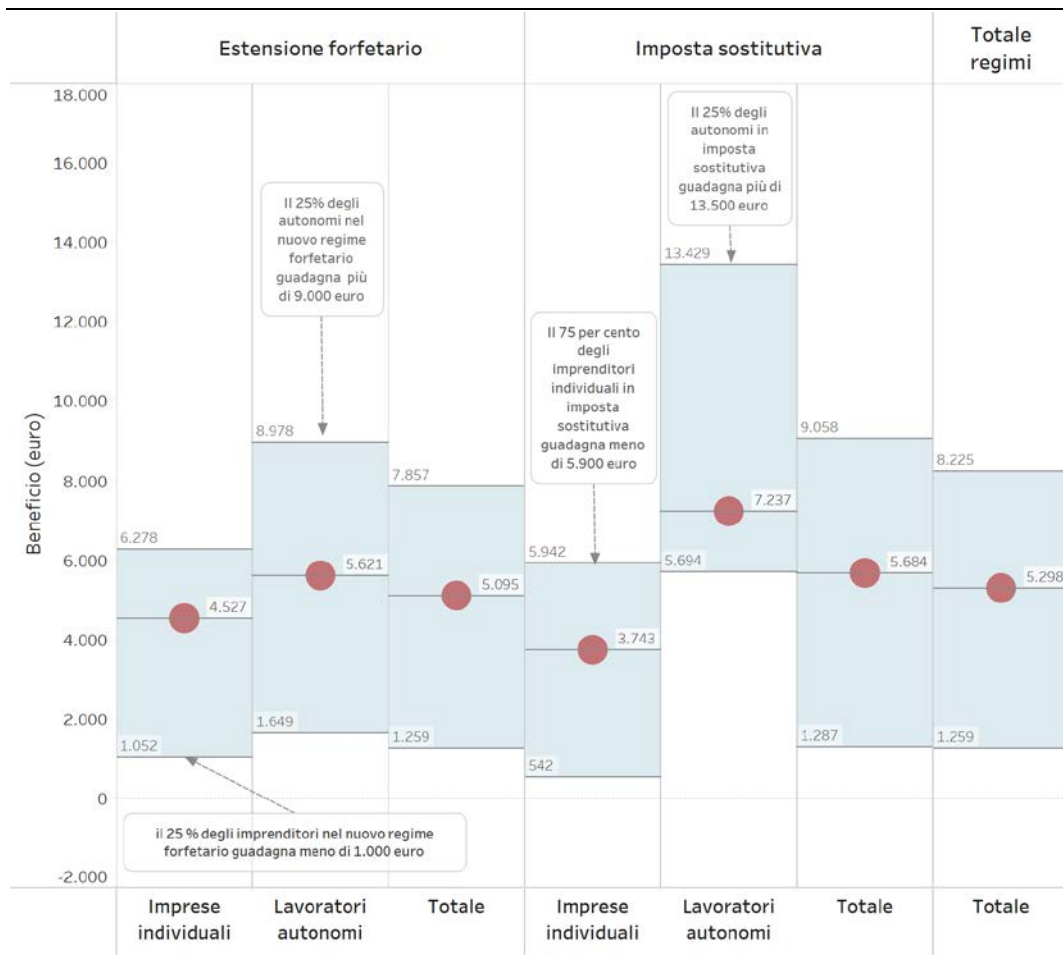 Estensione forfetario
Imposta sostitutiva
Totale
regimi
Beneficio (euro)
18.000
16.000
14.000
12.000
10.000
8.000
6.000
4.000
2.000
0
-2.000
6.278
4.527
1.052
Il 25% degli
autonomi nel
nuovo regime
forfetario
guadagna più
di 9.000 euro
8.978
5.621
1.649
7.857
5.095
1.259
il 25 % degli imprenditori nel nuovo regime
forfetario guadagna meno di 1.000 euro
Il 75 per cento
degli
imprenditori
individuali in
imposta
sostitutiva
guadagna meno
di 5.900 euro
5.942
3.743
542
Il 25% degli
autonomi in
imposta
sostitutiva
guadagna più di
13.500 euro
13.429
7.237
5.694
9.058
5.684
1.287
8.225
5.298
1.259
Imprese
individuali
Lavoratori
autonomi
Totale
Imprese
individuali
Lavoratori
autonomi
Totale
Totale